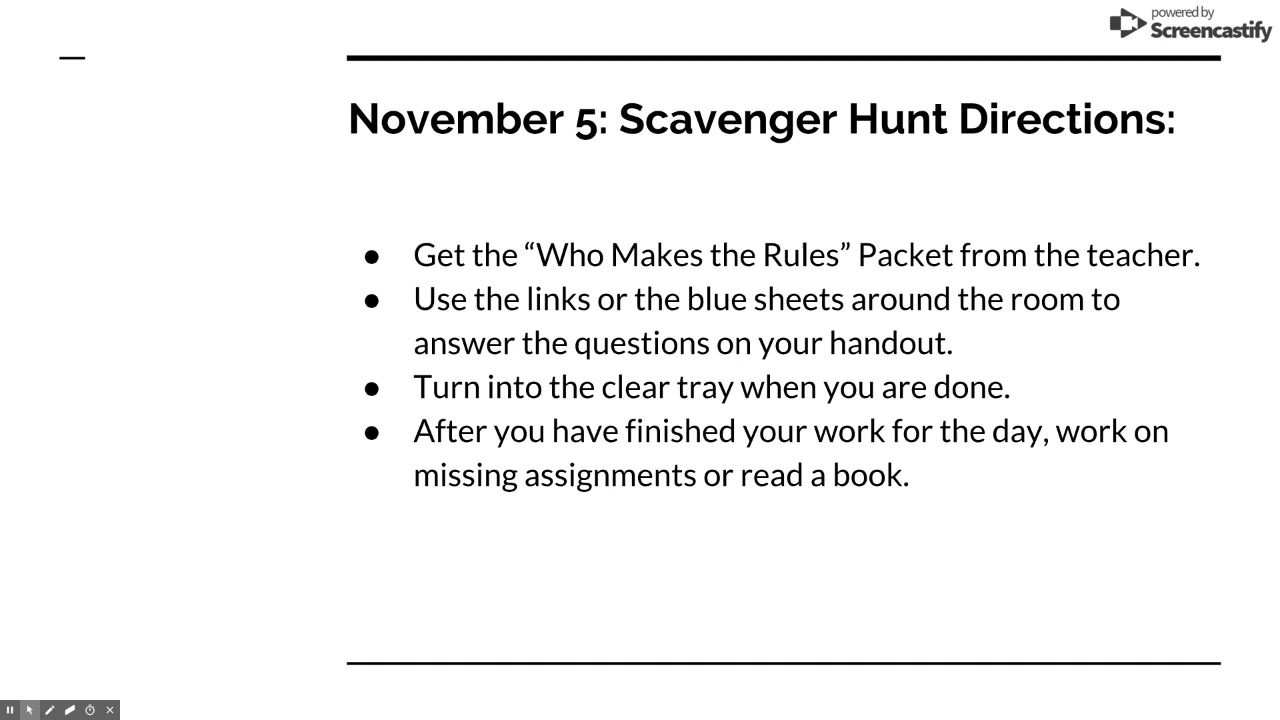 powered by
Screencastify
November 5: Scavenger Hunt Directions:
● Get the “Who Makes the Rules” Packet from the teacher.
● Use the links or the blue sheets around the room to
answer the questions on your handout.
● Turn into the clear tray when you are done.
● After you have finished your work for the day, work on
missing assignments or read a book.